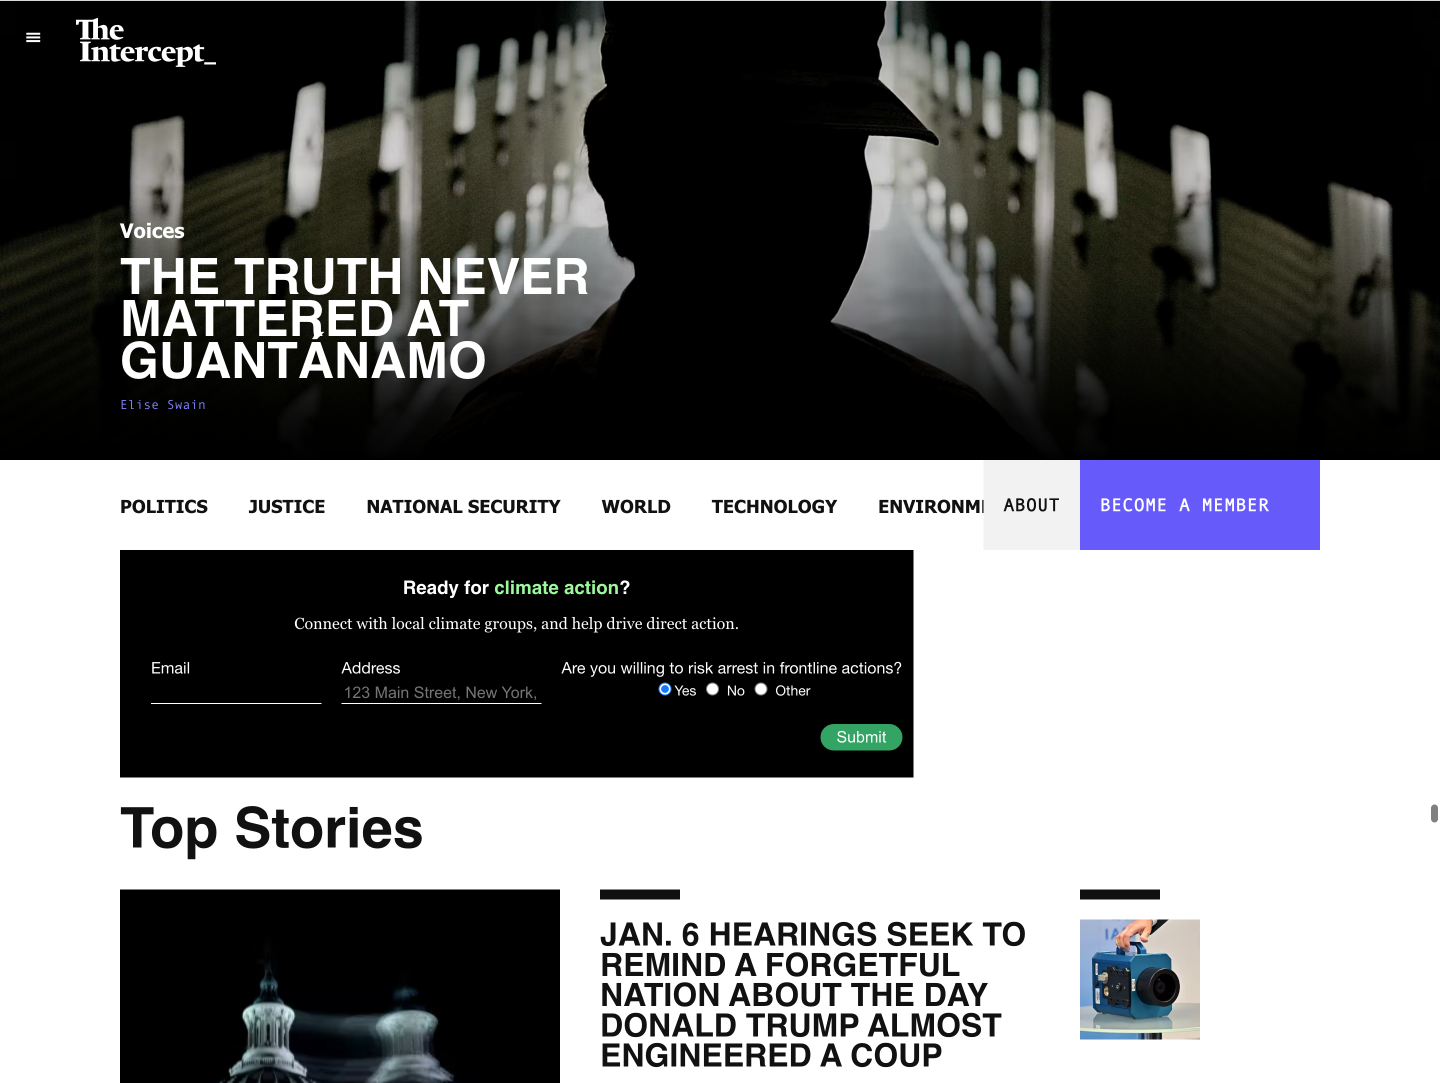 The
Intercept_
Voices
THE TRUTH NEVER
MATTERED AT
GUANTÁNAMO
Elise Swain
POLITICS JUSTICE NATIONAL SECURITY WORLD TECHNOLOGY ENVIRONME ABOUT BECOME A MEMBER
Ready for climate action?
Connect with local climate groups, and help drive direct action.
Email Address Are you willing to risk arrest in frontline actions?
123 Main Street, New York, Yes No Other
Submit
Top Stories
JAN. 6 HEARINGS SEEK TO
REMIND A FORGETFUL
NATION ABOUT THE DAY
DONALD TRUMP ALMOST
ENGINEERED A COUP